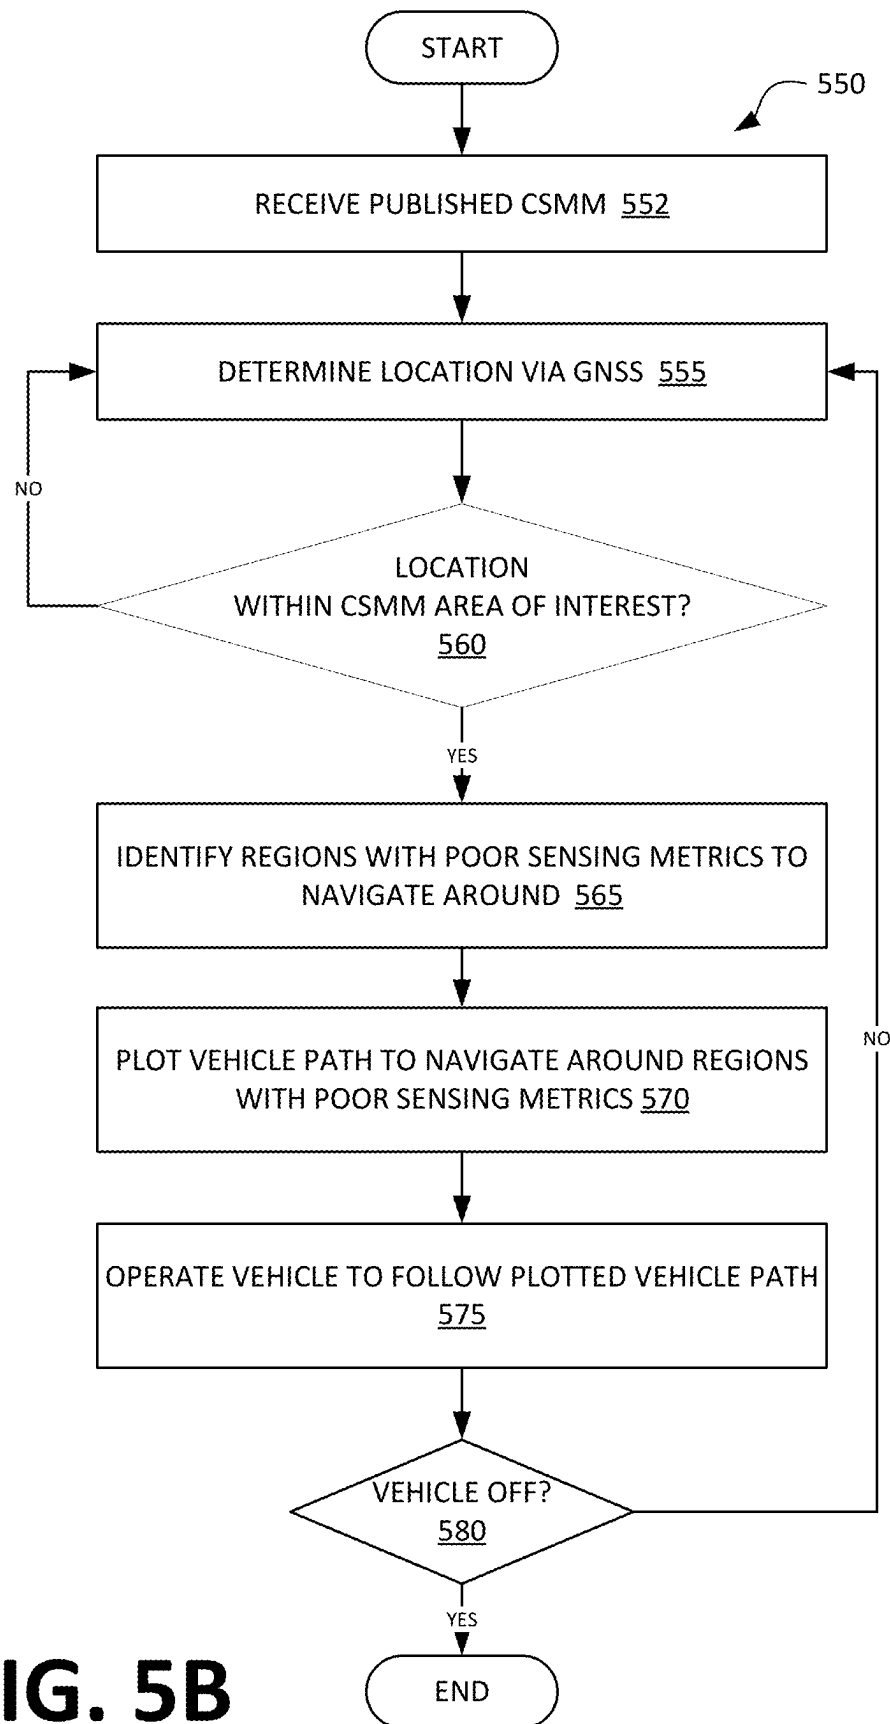 START
550
RECEIVE PUBLISHED CSMM 552
DETERMINE LOCATION VIA GNSS 555
NO
LOCATION
WITHIN CSMM AREA OF INTEREST?
560
YES
IDENTIFY REGIONS WITH POOR SENSING METRICS TO
NAVIGATE AROUND 565
PLOT VEHICLE PATH TO NAVIGATE AROUND REGIONS
WITH POOR SENSING METRICS 570
NO
OPERATE VEHICLE TO FOLLOW PLOTTED VEHICLE PATH
575
VEHICLE OFF?
580
YES
END
IG. 5B